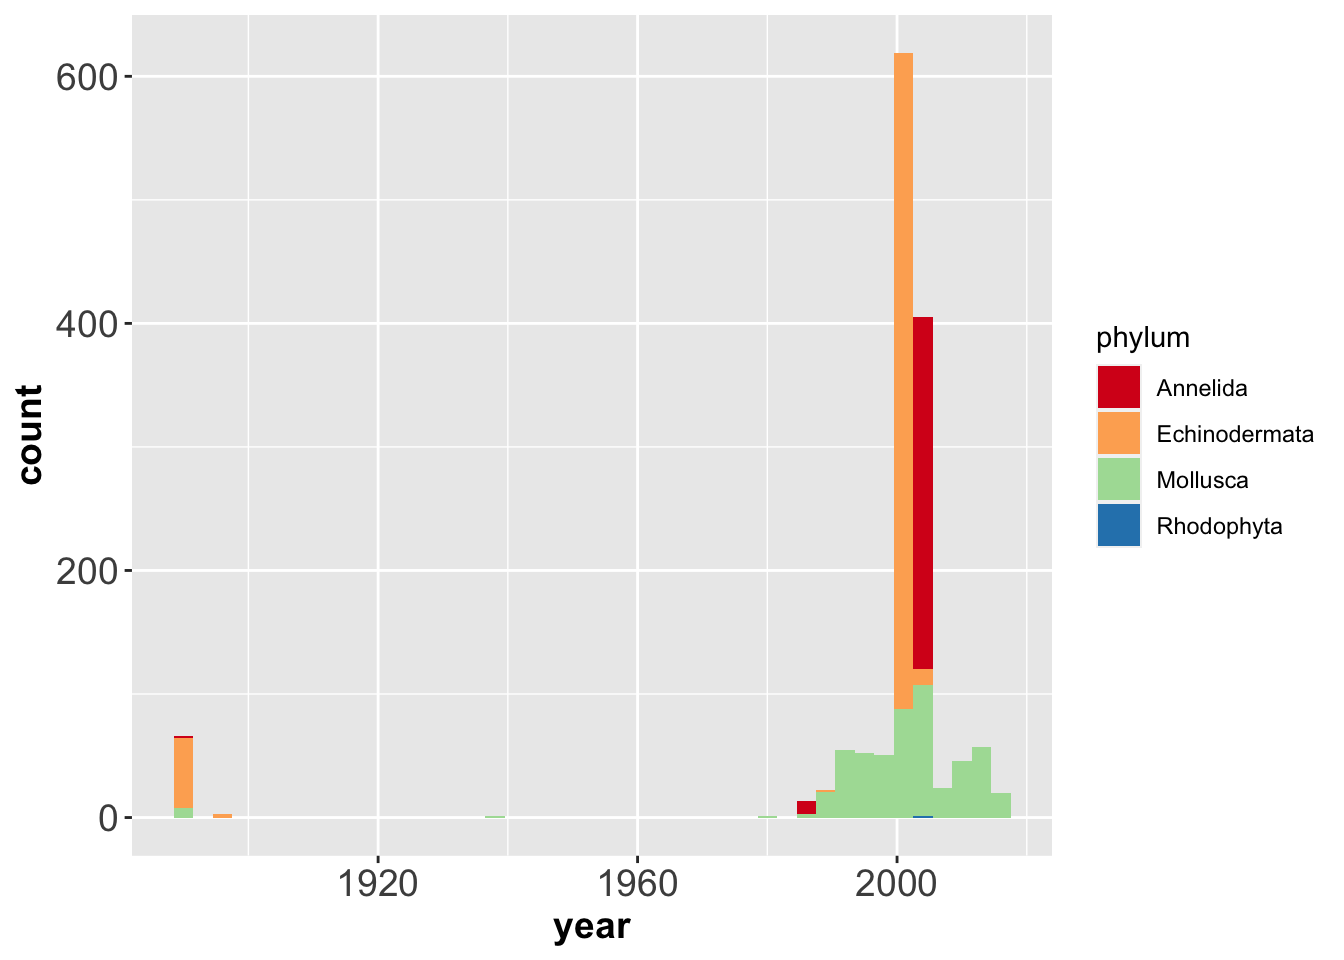 600
400
200
0
count
1920
1960
2000
year
phylum
Annelida
Echinodermata
Mollusca
Rhodophyta